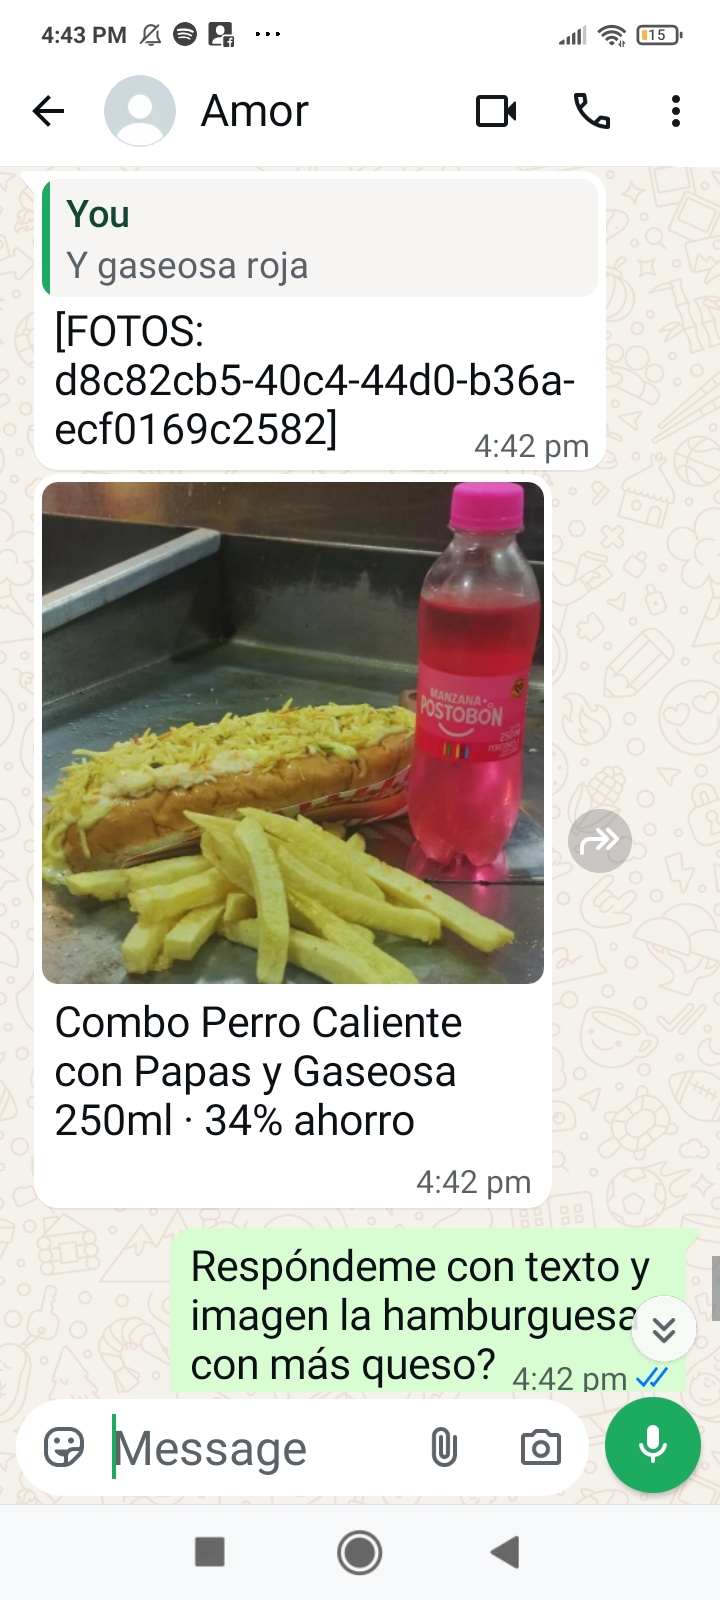 4:43 PM
15
Amor
You
Y gaseosa roja
[FOTOS:
d8c82cb5-40c4-44d0-b36a-
ecf0169c2582]
4:42 pm
MANZANA
POSTOBÓN
Combo Perro Caliente
con Papas y Gaseosa
250ml · 34% ahorro
4:42 pm
Respóndeme con texto y
imagen la hamburguesa
con más queso?
4:42 pm
Message